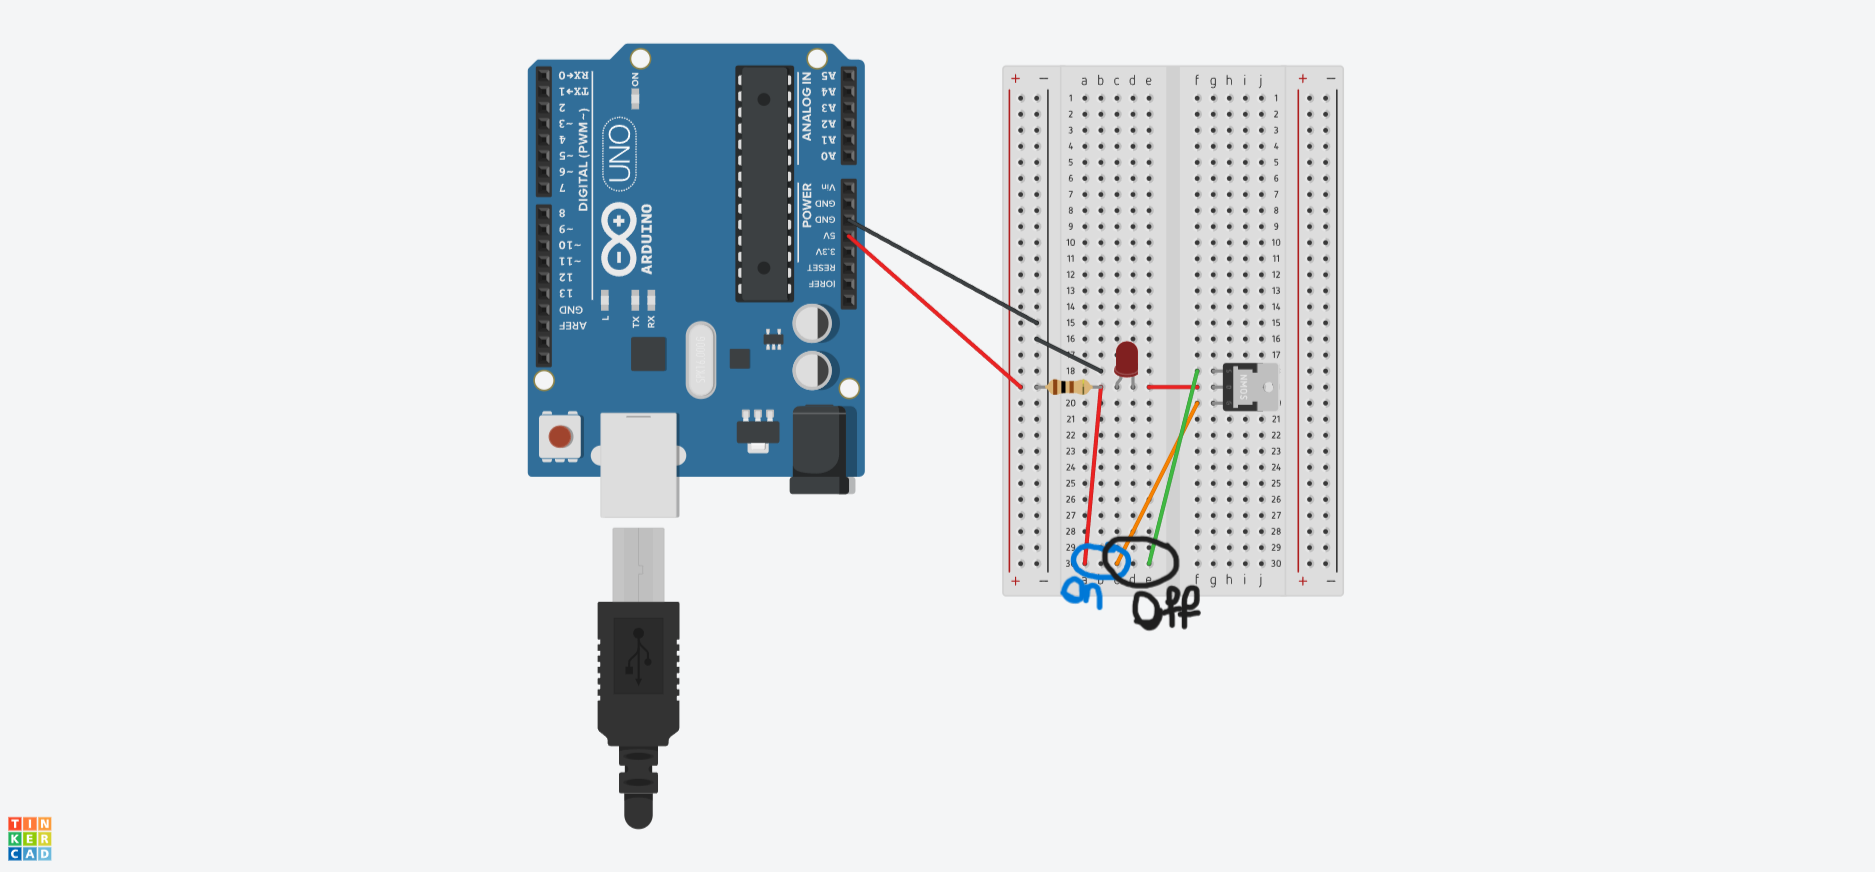 ON
RX←0
TX→1
2
~3
4
~5
~6
7
8
~9
~10
~11
12
13
GND
AREF
DIGITAL (PWM~)
UNO
ARDUINO
L
TX
RX
ANALOG IN
A5
A4
A3
A2
A1
A0
POWER
Vin
GND
GND
5V
3.3V
RESET
IOREF
+ − a b c d e f g h i j + −
1 1
2 2
3 3
4 4
5 5
6 6
7 7
8 8
9 9
10 10
11 11
12 12
13 13
14 14
15 15
16 16
17 17
18
20
21 21
22 22
23 23
24 24
25 25
26 26
27 27
28 28
29 29
30 30
+ − a b c d e f g h i j + −
NMOS
On
Off
TIN
KER
CAD